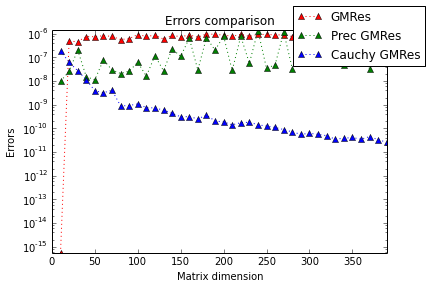 Errors comparison
GMRes
Prec GMRes
Cauchy GMRes
10^-6
10^-7
10^-8
10^-9
10^-10
10^-11
10^-12
10^-13
10^-14
10^-15
Errors
0 50 100 150 200 250 300 350
Matrix dimension